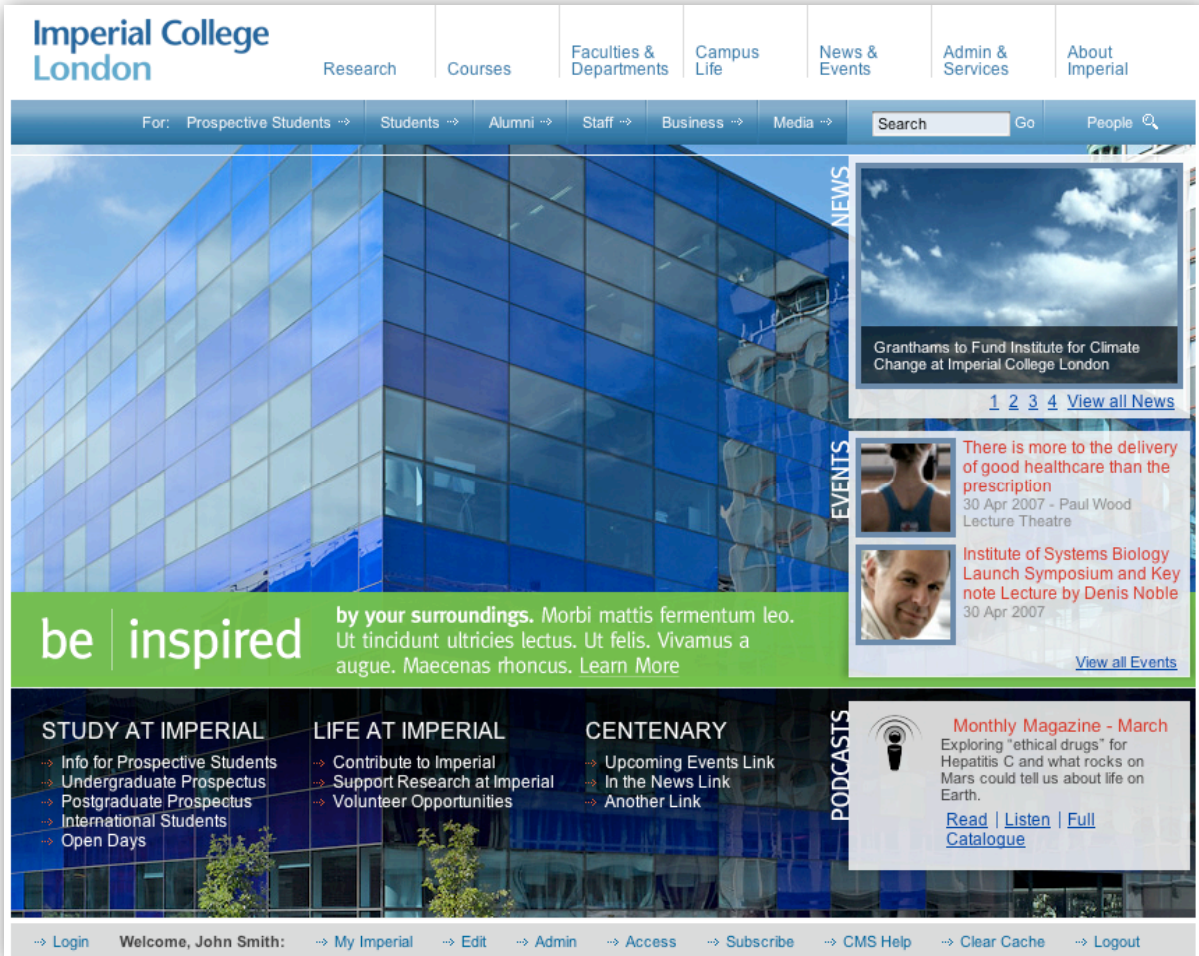 Imperial College
London
Research
Courses
Faculties &
Departments
Campus
Life
News &
Events
Admin &
Services
About
Imperial
For: Prospective Students Students Alumni Staff Business Media Search Go People
NEWS
Granthams to Fund Institute for Climate
Change at Imperial College London
1 2 3 4 View all News
EVENTS
There is more to the delivery
of good healthcare than the
prescription
30 Apr 2007 - Paul Wood
Lecture Theatre
Institute of Systems Biology
Launch Symposium and Key
note Lecture by Denis Noble
30 Apr 2007
View all Events
be | inspired
by your surroundings. Morbi mattis fermentum leo.
Ut tincidunt ultricies lectus. Ut felis. Vivamus a
augue. Maecenas rhoncus. Learn More
STUDY AT IMPERIAL
Info for Prospective Students
Undergraduate Prospectus
Postgraduate Prospectus
International Students
Open Days
LIFE AT IMPERIAL
Contribute to Imperial
Support Research at Imperial
Volunteer Opportunities
CENTENARY
Upcoming Events Link
In the News Link
Another Link
PODCASTS
Monthly Magazine - March
Exploring "ethical drugs" for
Hepatitis C and what rocks on
Mars could tell us about life on
Earth.
Read | Listen | Full
Catalogue
Login Welcome, John Smith: My Imperial Edit Admin Access Subscribe CMS Help Clear Cache Logout